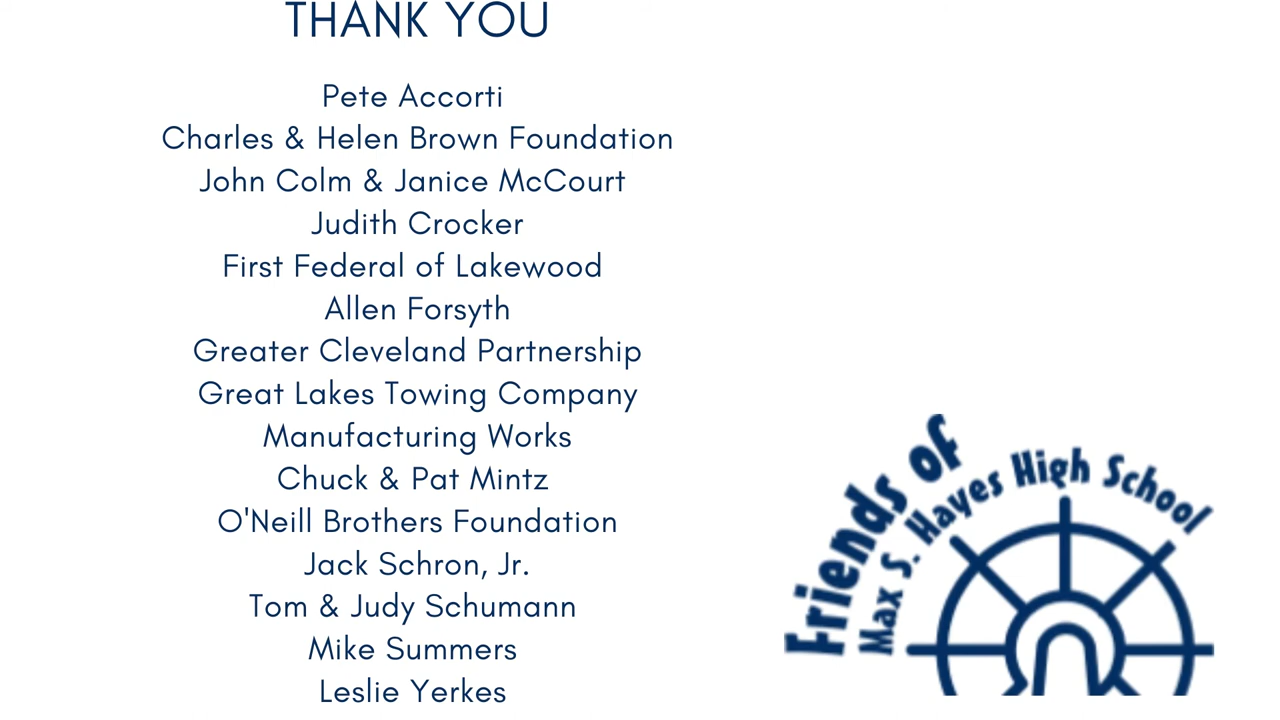 THANK YOU
Pete Accorti
Charles & Helen Brown Foundation
John Colm & Janice McCourt
Judith Crocker
First Federal of Lakewood
Allen Forsyth
Greater Cleveland Partnership
Great Lakes Towing Company
Manufacturing Works
Chuck & Pat Mintz
O'Neill Brothers Foundation
Jack Schron, Jr.
Tom & Judy Schumann
Mike Summers
Leslie Yerkes
Friends of
Max S. Hayes High School